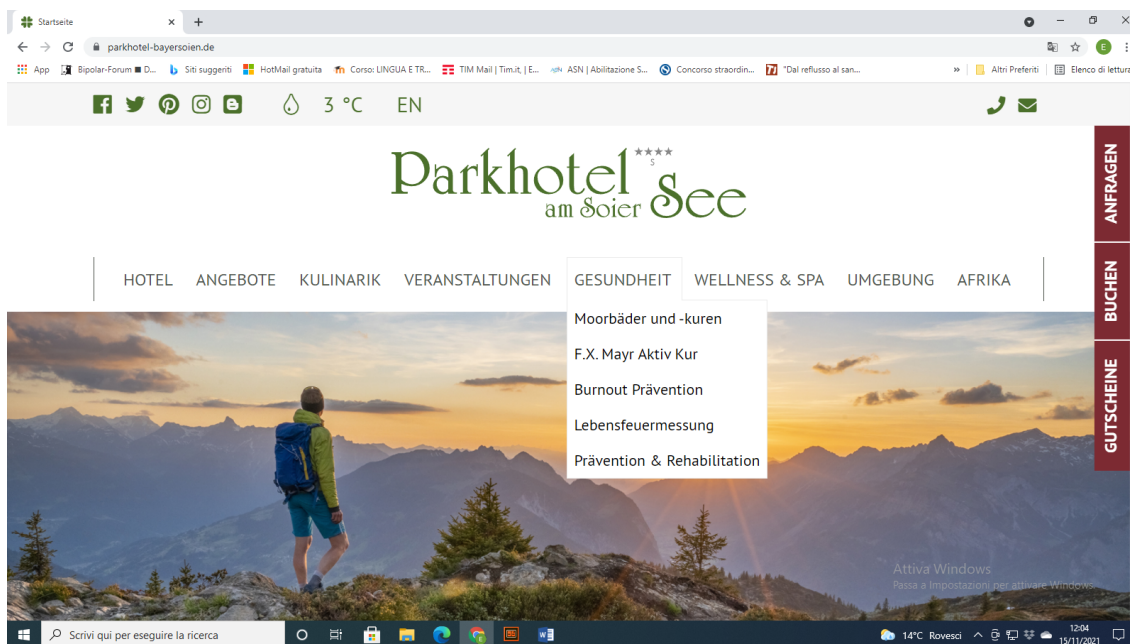 Startseite
parkhotel-bayersoien.de
E
App
Bipolar-Forum ■ D...
Siti suggeriti
HotMail gratuita
Corso: LINGUA E TR...
TIM Mail | Tim.it, | E...
ASN | Abilitazione S...
Concorso straordin...
"Dal reflusso al san...
»
Altri Preferiti
Elenco di lettura
3 °C
EN
Parkhotel
★★★★
S
am Soier See
ANFRAGEN
BUCHEN
GUTSCHEINE
HOTEL
ANGEBOTE
KULINARIK
VERANSTALTUNGEN
GESUNDHEIT
WELLNESS & SPA
UMGEBUNG
AFRIKA
Moorbäder und -kuren
F.X. Mayr Aktiv Kur
Burnout Prävention
Lebensfeuermessung
Prävention & Rehabilitation
Attiva Windows
Passa a Impostazioni per attivare Windows.
Scrivi qui per eseguire la ricerca
14°C Rovesci
12:04
15/11/2021